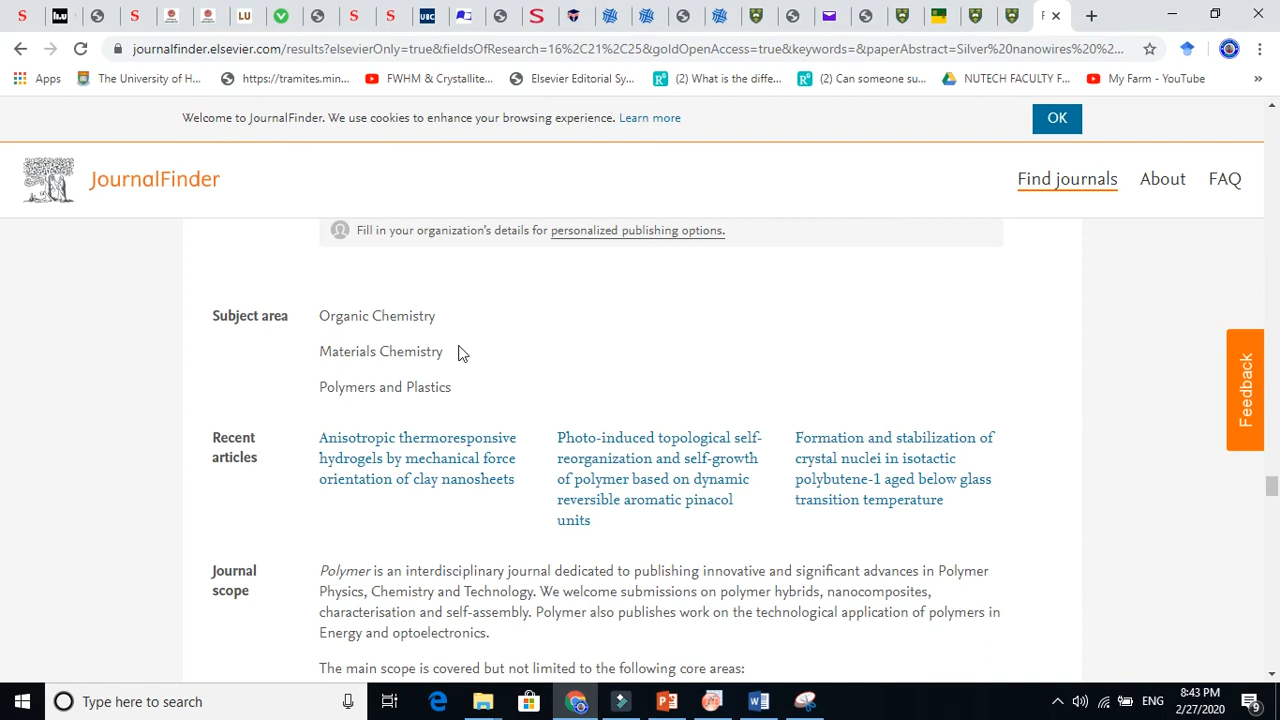 LU
UBC
journalfinder.elsevier.com/results?elsevierOnly=true&fieldsOfResearch=16%2C21%2C25&goldOpenAccess=true&keywords=&paperAbstract=Silver%20nanowires%20%2...
Apps
The University of H...
https://tramites.min...
FWHM & Crystallite...
Elsevier Editorial Sy...
(2) What is the diffe...
(2) Can someone su...
NUTECH FACULTY F...
My Farm - YouTube
»
Welcome to JournalFinder. We use cookies to enhance your browsing experience. Learn more
OK
JournalFinder
Find journals
About
FAQ
Fill in your organization's details for personalized publishing options.
Subject area
Organic Chemistry
Materials Chemistry
Polymers and Plastics
Recent
articles
Anisotropic thermoresponsive
hydrogels by mechanical force
orientation of clay nanosheets
Photo-induced topological self-
reorganization and self-growth
of polymer based on dynamic
reversible aromatic pinacol
units
Formation and stabilization of
crystal nuclei in isotactic
polybutene-1 aged below glass
transition temperature
Journal
scope
Polymer is an interdisciplinary journal dedicated to publishing innovative and significant advances in Polymer
Physics, Chemistry and Technology. We welcome submissions on polymer hybrids, nanocomposites,
characterisation and self-assembly. Polymer also publishes work on the technological application of polymers in
Energy and optoelectronics.
The main scope is covered but not limited to the following core areas:
Feedback
Type here to search
ENG
8:43 PM
2/27/2020